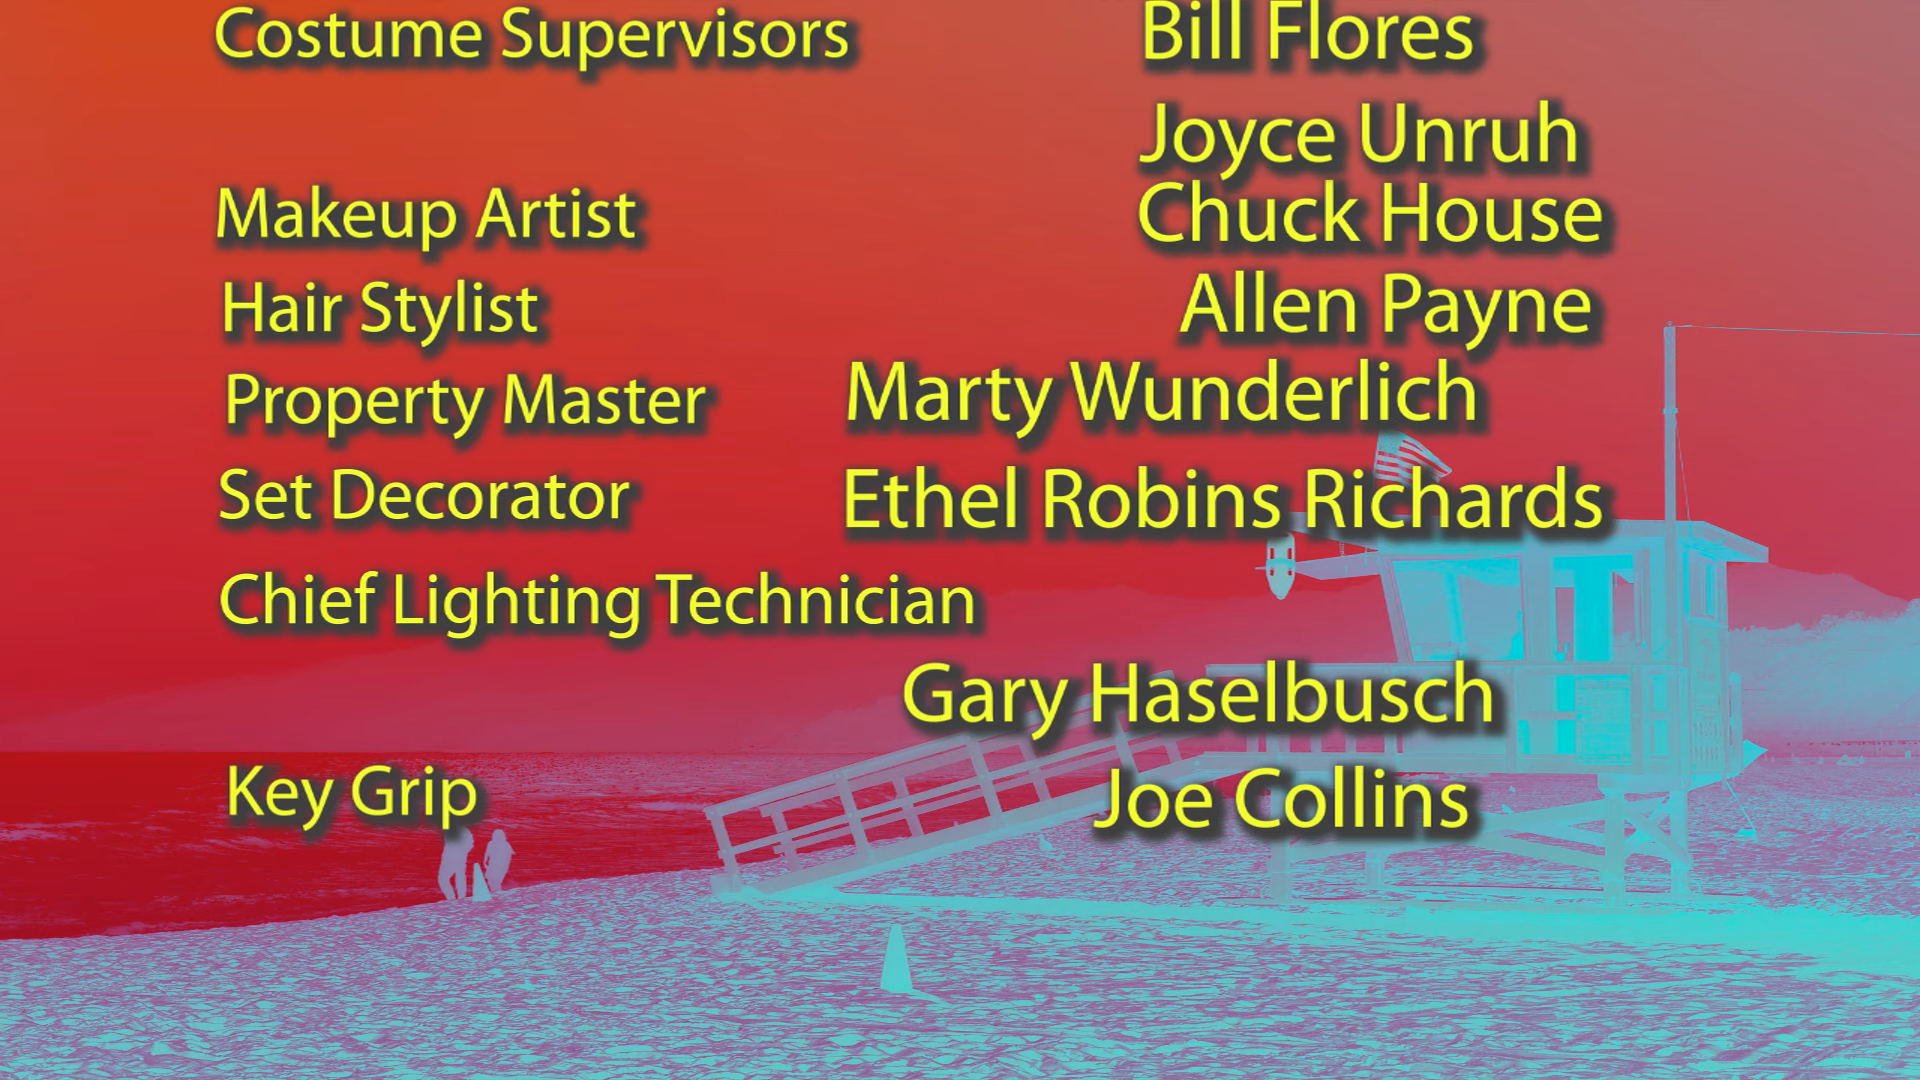 Costume Supervisors Bill Flores
Joyce Unruh
Makeup Artist Chuck House
Hair Stylist Allen Payne
Property Master Marty Wunderlich
Set Decorator Ethel Robins Richards
Chief Lighting Technician
Gary Haselbusch
Key Grip Joe Collins